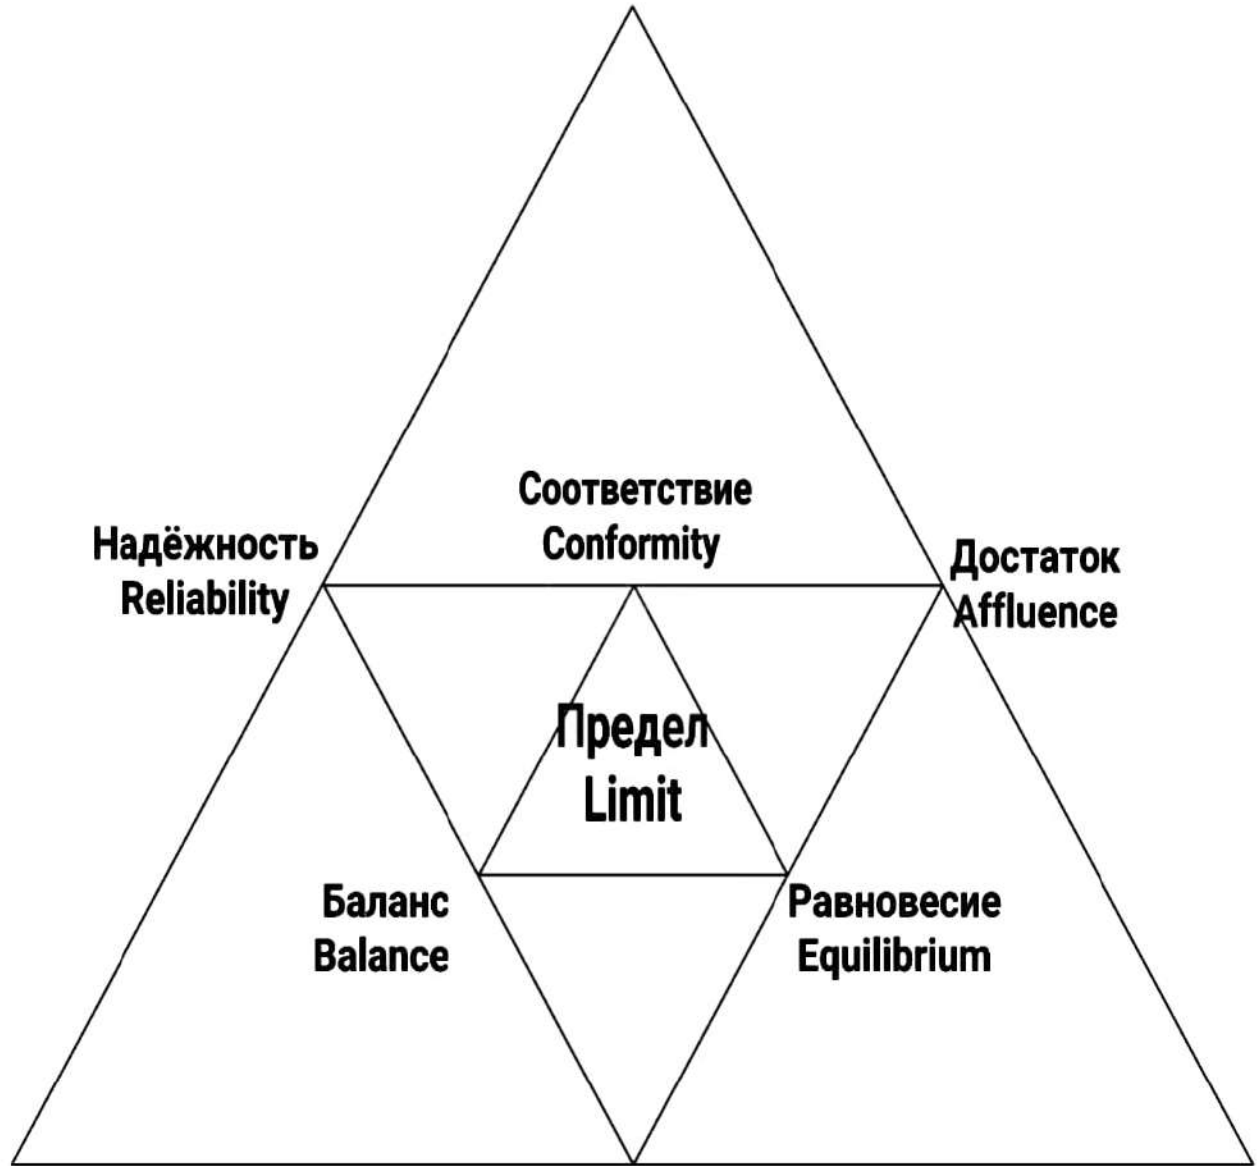 Соответствие
Conformity
Надёжность
Reliability
Достаток
Affluence
Предел
Limit
Баланс
Balance
Равновесие
Equilibrium